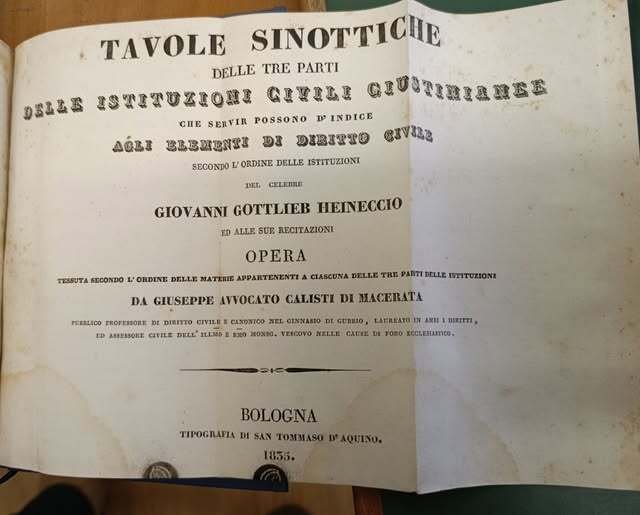 TAVOLE SINOTTICHE
DELLE TRE PARTI
DELLE ISTITUZIONI CIVILI GIUSTINIANEE
CHE SERVIR POSSONO D'INDICE
AGLI ELEMENTI DI DIRITTO CIVILE
SECONDO L'ORDINE DELLE ISTITUZIONI
DEL CELEBRE
GIOVANNI GOTTLIEB HEINECCIO
ED ALLE SUE RECITAZIONI
OPERA
TESSUTA SECONDO L'ORDINE DELLE MATERIE APPARTENENTI A CIASCUNA DELLE TRE PARTI DELLE ISTITUZIONI
DA GIUSEPPE AVVOCATO CALISTI DI MACERATA
PUBBLICO PROFESSORE DI DIRITTO CIVILE E CANONICO NEL GINNASIO DI GUBBIO, LAUREATO IN AMBI I DIRITTI,
ED ASSESSORE CIVILE DELL'ILLMO E RMO MONSG. VESCOVO NELLE CAUSE DI FORO ECCLESIASTICO.
BOLOGNA
TIPOGRAFIA DI SAN TOMMASO D'AQUINO.
1835.